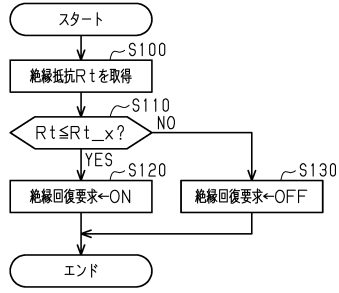 スタート
S100
絶縁抵抗Rtを取得
S110
Rt≦Rt_x?
NO
YES
S120
絶縁回復要求←ON
S130
絶縁回復要求←OFF
エンド